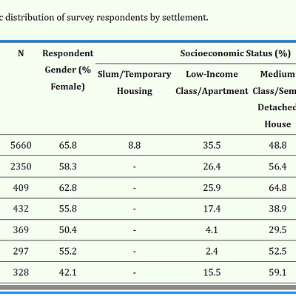 c distribution of survey respondents by settlement.
N Respondent Gender (% Female) Socioeconomic Status (%)
Slum/Temporary Housing Low-Income Class/Apartment Medium Class/Sem Detached House
5660 65.8 8.8 35.5 48.8
2350 58.3 - 26.4 56.4
409 62.8 - 25.9 64.8
432 55.8 - 17.4 38.9
369 50.4 - 4.1 29.5
297 55.2 - 2.4 52.5
328 42.1 - 15.5 59.1